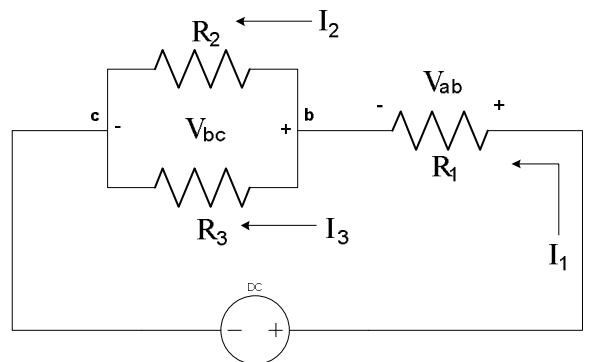 I2
R2
Vab
c
-
Vbc
+
b
-
+
R1
R3
I3
I1
DC
-
+